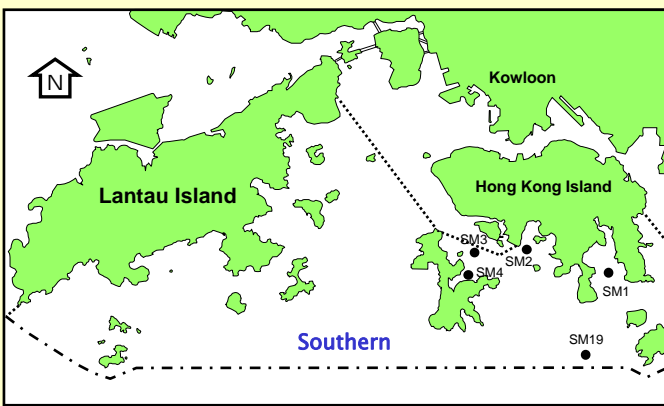 N
Kowloon
Lantau Island
Hong Kong Island
SM3
SM2
SM4
SM1
Southern
SM19